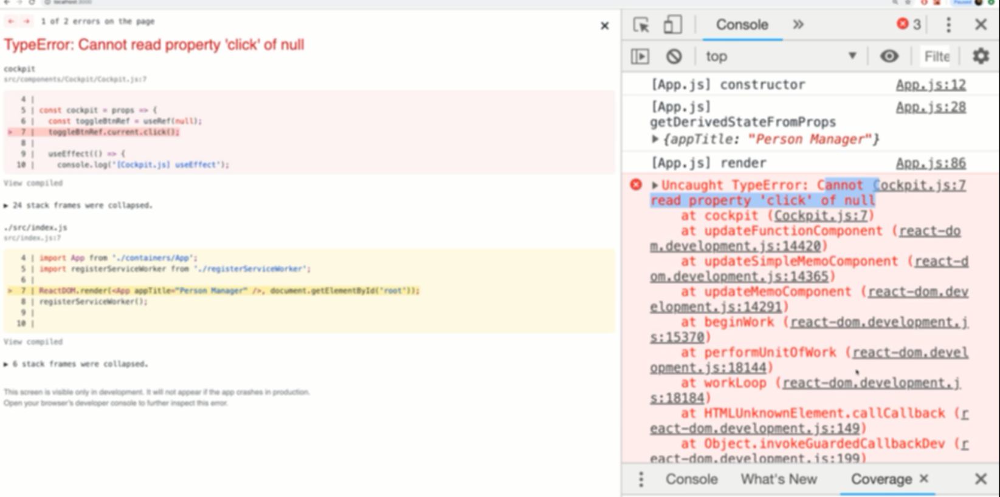 localhost:3000
Paused
1 of 2 errors on the page
TypeError: Cannot read property 'click' of null
cockpit
src/components/Cockpit/Cockpit.js:7
4 |
5 | const cockpit = props => {
6 |   const toggleBtnRef = useRef(null);
> 7 |   toggleBtnRef.current.click();
8 |
9 |   useEffect(() => {
10 |     console.log('[Cockpit.js] useEffect');
View compiled
▶ 24 stack frames were collapsed.
./src/index.js
src/index.js:7
4 | import App from './containers/App';
5 | import registerServiceWorker from './registerServiceWorker';
6 |
> 7 | ReactDOM.render(<App appTitle="Person Manager" />, document.getElementById('root'));
8 | registerServiceWorker();
9 |
10 |
View compiled
▶ 6 stack frames were collapsed.
This screen is visible only in development. It will not appear if the app crashes in production.
Open your browser's developer console to further inspect this error.
Console 3
top Filte
[App.js] constructor App.js:12
[App.js] App.js:28
getDerivedStateFromProps
▶ {appTitle: "Person Manager"}
[App.js] render App.js:86
▶ Uncaught TypeError: Cannot Cockpit.js:7
read property 'click' of null
at cockpit (Cockpit.js:7)
at updateFunctionComponent (react-do
m.development.js:14420)
at updateSimpleMemoComponent (react-d
om.development.js:14365)
at updateMemoComponent (react-dom.dev
elopment.js:14291)
at beginWork (react-dom.development.j
s:15370)
at performUnitOfWork (react-dom.devel
opment.js:18144)
at workLoop (react-dom.development.j
s:18184)
at HTMLUnknownElement.callCallback (r
eact-dom.development.js:149)
at Object.invokeGuardedCallbackDev (r
eact-dom.development.js:199)
Console What's New Coverage